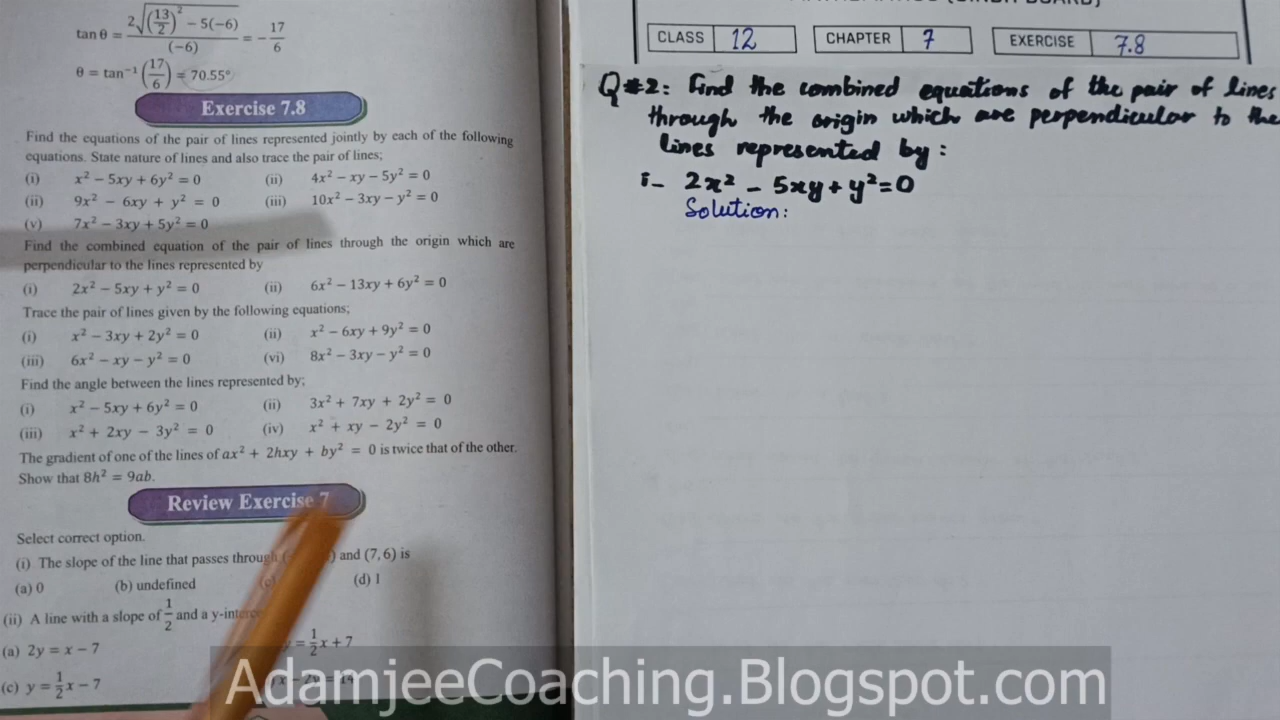 tan θ = 2√((13/2)² − 5(−6)) / (−6) = − 17/6
θ = tan⁻¹ (17/6) = 70.55°
Exercise 7.8
Find the equations of the pair of lines represented jointly by each of the following
equations. State nature of lines and also trace the pair of lines;
(i) x² − 5xy + 6y² = 0 (ii) 4x² − xy − 5y² = 0
(ii) 9x² − 6xy + y² = 0 (iii) 10x² − 3xy − y² = 0
(v) 7x² − 3xy + 5y² = 0
Find the combined equation of the pair of lines through the origin which are
perpendicular to the lines represented by
(i) 2x² − 5xy + y² = 0 (ii) 6x² − 13xy + 6y² = 0
Trace the pair of lines given by the following equations;
(i) x² − 3xy + 2y² = 0 (ii) x² − 6xy + 9y² = 0
(iii) 6x² − xy − y² = 0 (vi) 8x² − 3xy − y² = 0
Find the angle between the lines represented by;
(i) x² − 5xy + 6y² = 0 (ii) 3x² + 7xy + 2y² = 0
(iii) x² + 2xy − 3y² = 0 (iv) x² + xy − 2y² = 0
The gradient of one of the lines of ax² + 2hxy + by² = 0 is twice that of the other.
Show that 8h² = 9ab.
Review Exercise 7
Select correct option.
(i) The slope of the line that passes through and (7, 6) is
(a) 0 (b) undefined (d) 1
(ii) A line with a slope of 1/2 and a
(a) 2y = x − 7 = 1/2 x + 7
(c) y = 1/2 x − 7
CLASS 12 CHAPTER 7 EXERCISE 7.8
Q#2: Find the combined equations of the pair of lines
through the origin which are perpendicular to the
lines represented by:
i- 2x² - 5xy + y² = 0
Solution:
AdamjeeCoaching.Blogspot.com